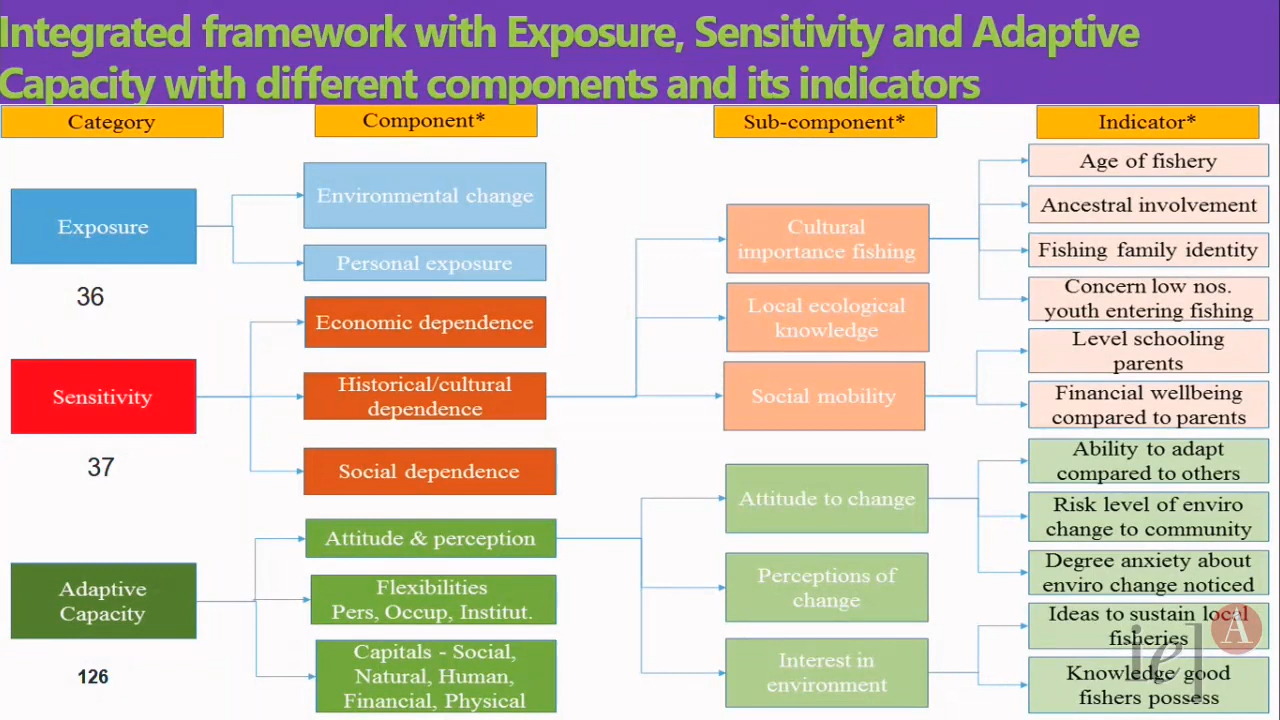 Integrated framework with Exposure, Sensitivity and Adaptive
Capacity with different components and its indicators
Category
Component*
Sub-component*
Indicator*
Exposure
36
Sensitivity
37
Adaptive
Capacity
126
Environmental change
Personal exposure
Economic dependence
Historical/cultural
dependence
Social dependence
Attitude & perception
Flexibilities
Pers, Occup, Institut.
Capitals - Social,
Natural, Human,
Financial, Physical
Cultural
importance fishing
Local ecological
knowledge
Social mobility
Attitude to change
Perceptions of
change
Interest in
environment
Age of fishery
Ancestral involvement
Fishing family identity
Concern low nos.
youth entering fishing
Level schooling
parents
Financial wellbeing
compared to parents
Ability to adapt
compared to others
Risk level of enviro
change to community
Degree anxiety about
enviro change noticed
Ideas to sustain local
fisheries
Knowledge good
fishers possess
ie]
A